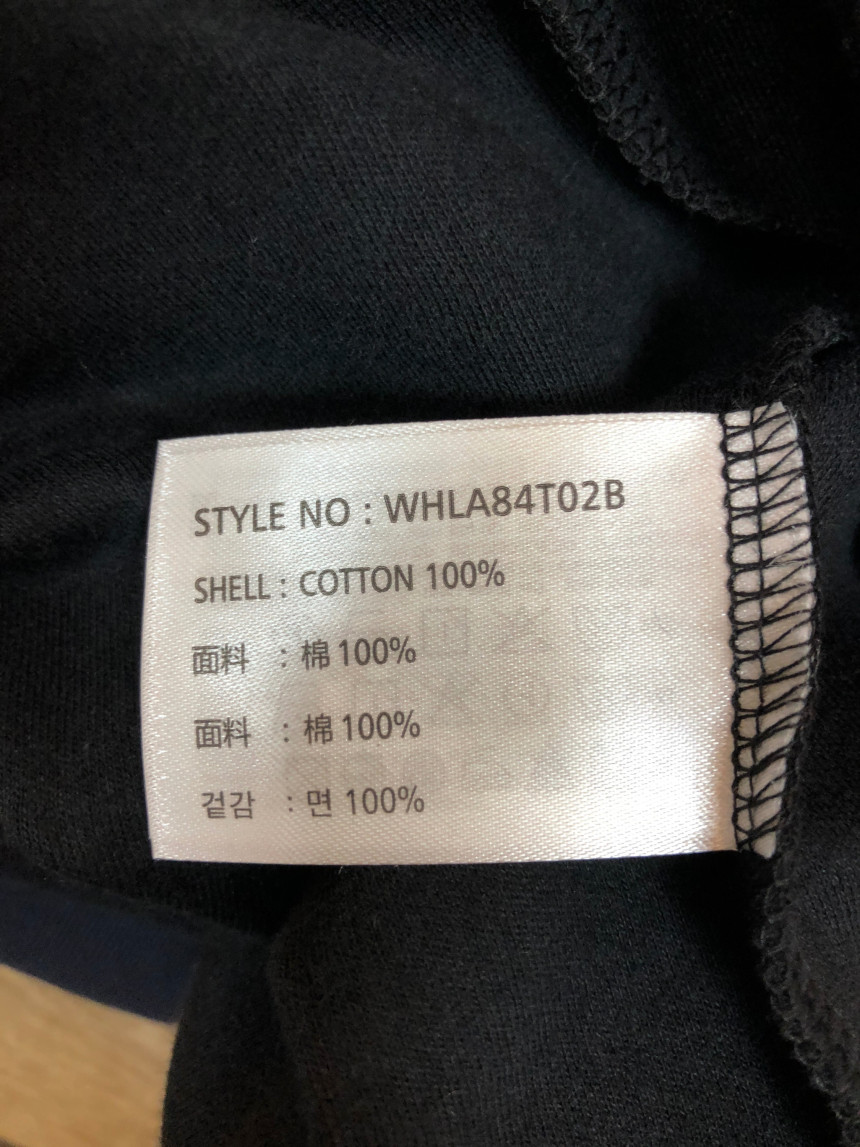 STYLE NO : WHLA84T02B
SHELL : COTTON 100%
面料 : 棉 100%
面料 : 棉 100%
겉감 : 면 100%